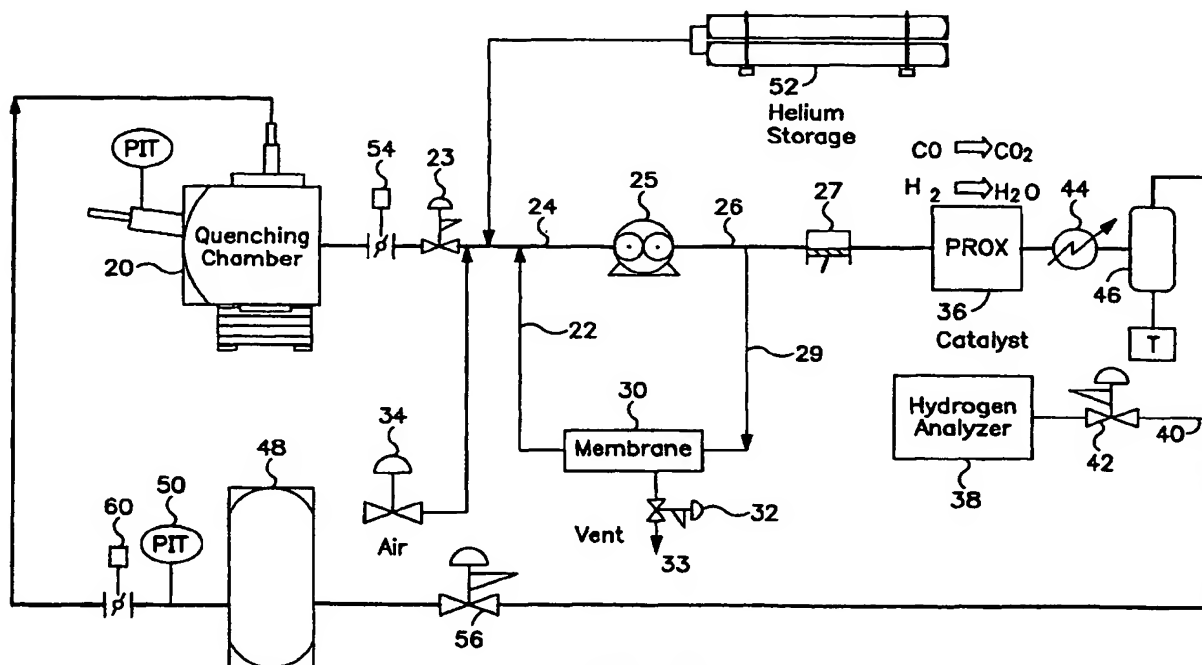 52
Helium
Storage
PIT
54
23
CO ⇨ CO2
H2 ⇨ H2O
25
24
26
27
44
Quenching
Chamber
PROX
20
36
Catalyst
46
T
22
29
30
Membrane
34
Air
32
Vent
33
Hydrogen
Analyzer
38
42
40
48
60
50
PIT
56